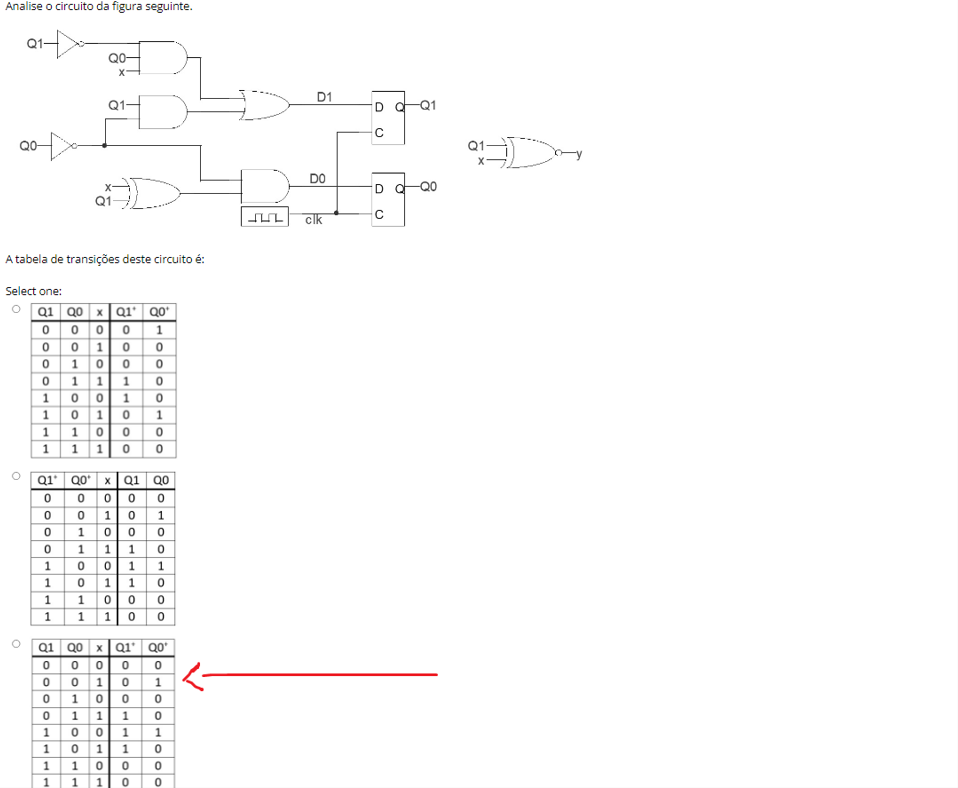 Analise o circuito da figura seguinte.
Q1
Q0
x
Q1
D1
D Q Q1
C
Q0
Q1
x
y
x
Q1
D0
D Q Q0
C
clk
A tabela de transições deste circuito é:
Select one:
Q1 Q0 x Q1* Q0*
0 0 0 0 1
0 0 1 0 0
0 1 0 0 0
0 1 1 1 0
1 0 0 1 0
1 0 1 0 1
1 1 0 0 0
1 1 1 0 0
Q1* Q0* x Q1 Q0
0 0 0 0 0
0 0 1 0 1
0 1 0 0 0
0 1 1 1 0
1 0 0 1 1
1 0 1 1 0
1 1 0 0 0
1 1 1 0 0
Q1 Q0 x Q1* Q0*
0 0 0 0 0
0 0 1 0 1
0 1 0 0 0
0 1 1 1 0
1 0 0 1 1
1 0 1 1 0
1 1 0 0 0
1 1 1 0 0